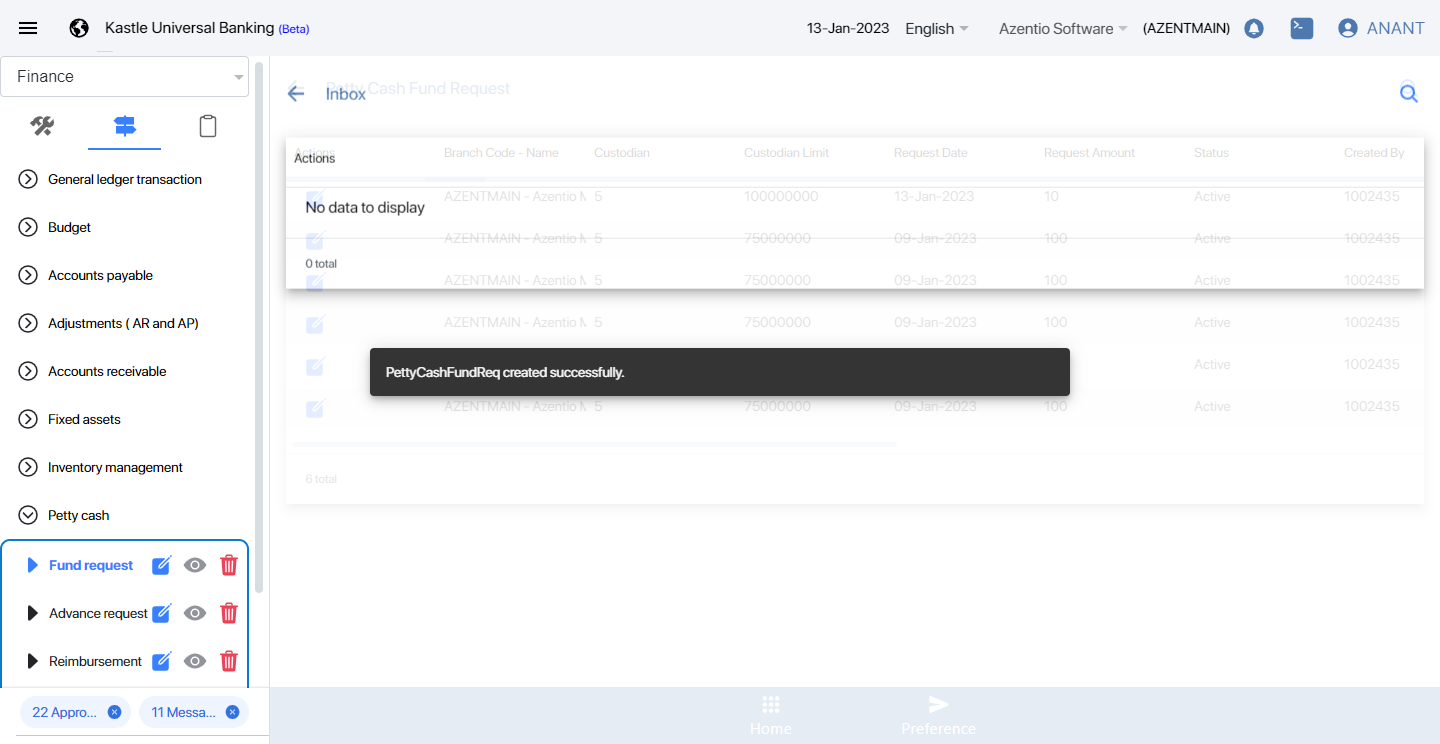 Kastle Universal Banking (Beta)
13-Jan-2023 English Azentio Software (AZENTMAIN) ANANT
Finance
General ledger transaction
Budget
Accounts payable
Adjustments ( AR and AP)
Accounts receivable
Fixed assets
Inventory management
Petty cash
Fund request
Advance request
Reimbursement
22 Appro...
11 Messa...
Petty Cash Fund Request
Inbox
Actions Branch Code - Name Custodian Custodian Limit Request Date Request Amount Status Created By
Actions
AZENTMAIN - Azentio M 5 100000000 13-Jan-2023 10 Active 1002435
No data to display
AZENTMAIN - Azentio M 5 75000000 09-Jan-2023 100 Active 1002435
0 total
AZENTMAIN - Azentio M 5 75000000 09-Jan-2023 100 Active 1002435
AZENTMAIN - Azentio M 5 75000000 09-Jan-2023 100 Active 1002435
Active 1002435
PettyCashFundReq created successfully.
AZENTMAIN - Azentio M 5 75000000 09-Jan-2023 100 Active 1002435
6 total
Home
Preference